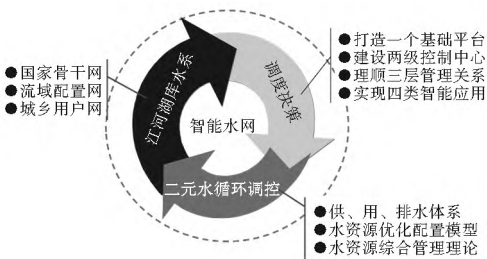 ●打造一个基础平台
●建设两级控制中心
●理顺三层管理关系
●实现四类智能应用
●国家骨干网
●流域配置网
●城乡用户网
江河湖库水系
调度决策
智能水网
二元水循环调控
●供、用、排水体系
●水资源优化配置模型
●水资源综合管理理论